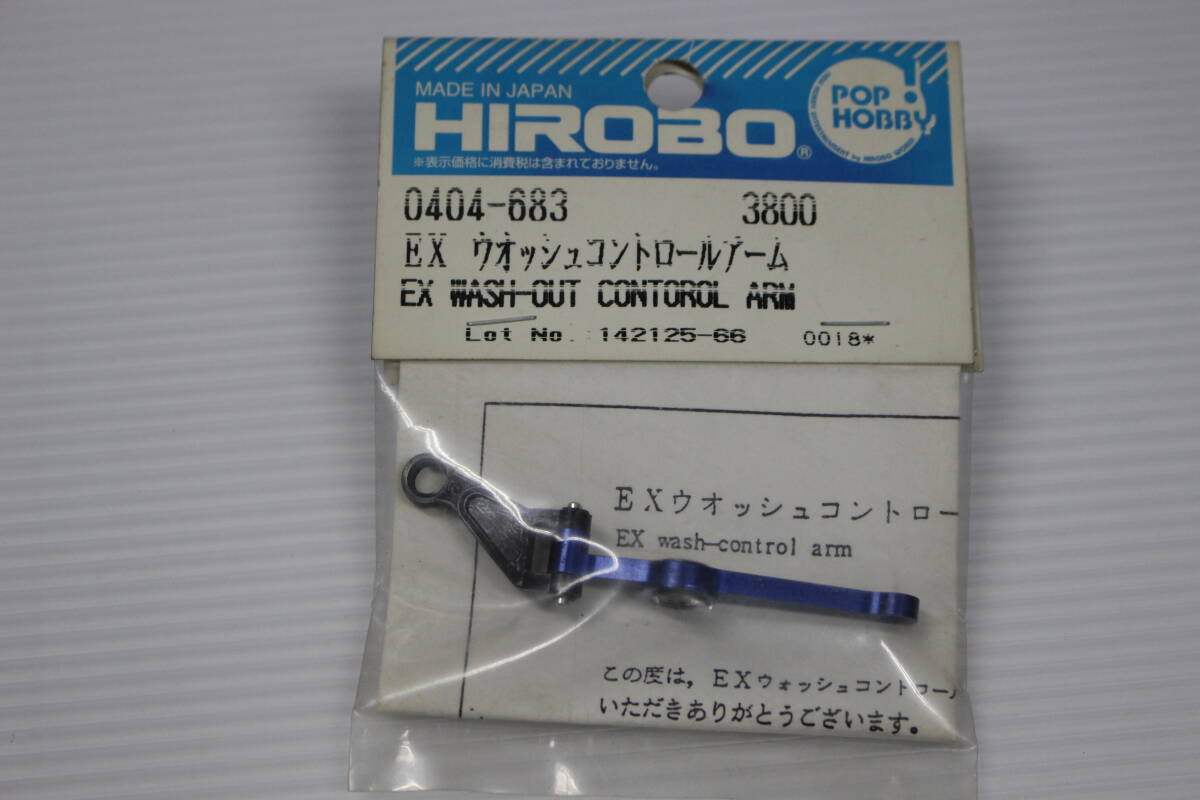 MADE IN JAPAN
HIROBO®
POP HOBBY!
※表示価格に消費税は含まれておりません。
0404-683 3800
EX ウオッシュコントロールアーム
EX WASH-OUT CONTOROL ARM
Lot No. 142125-66 0018*
EXウオッシュコントロー
EX wash-control arm
この度は，EXウォッシュコントロール
いただきありがとうございます。